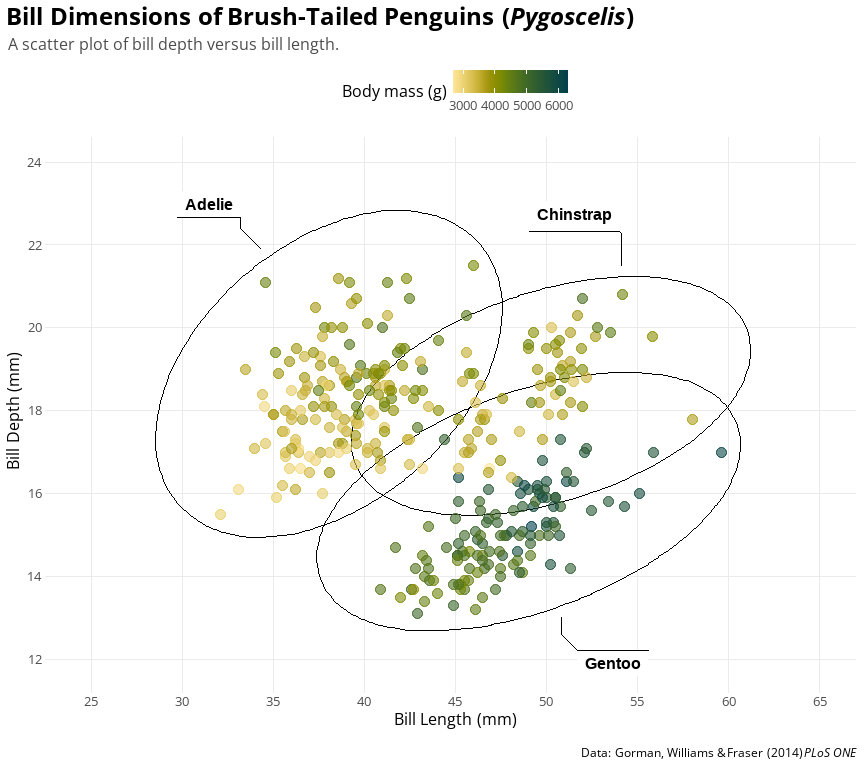 Bill Dimensions of Brush-Tailed Penguins (Pygoscelis)
A scatter plot of bill depth versus bill length.
Body mass (g)
3000 4000 5000 6000
Adelie
Chinstrap
Gentoo
Bill Depth (mm)
24
22
20
18
16
14
12
25 30 35 40 45 50 55 60 65
Bill Length (mm)
Data: Gorman, Williams & Fraser (2014) PLoS ONE